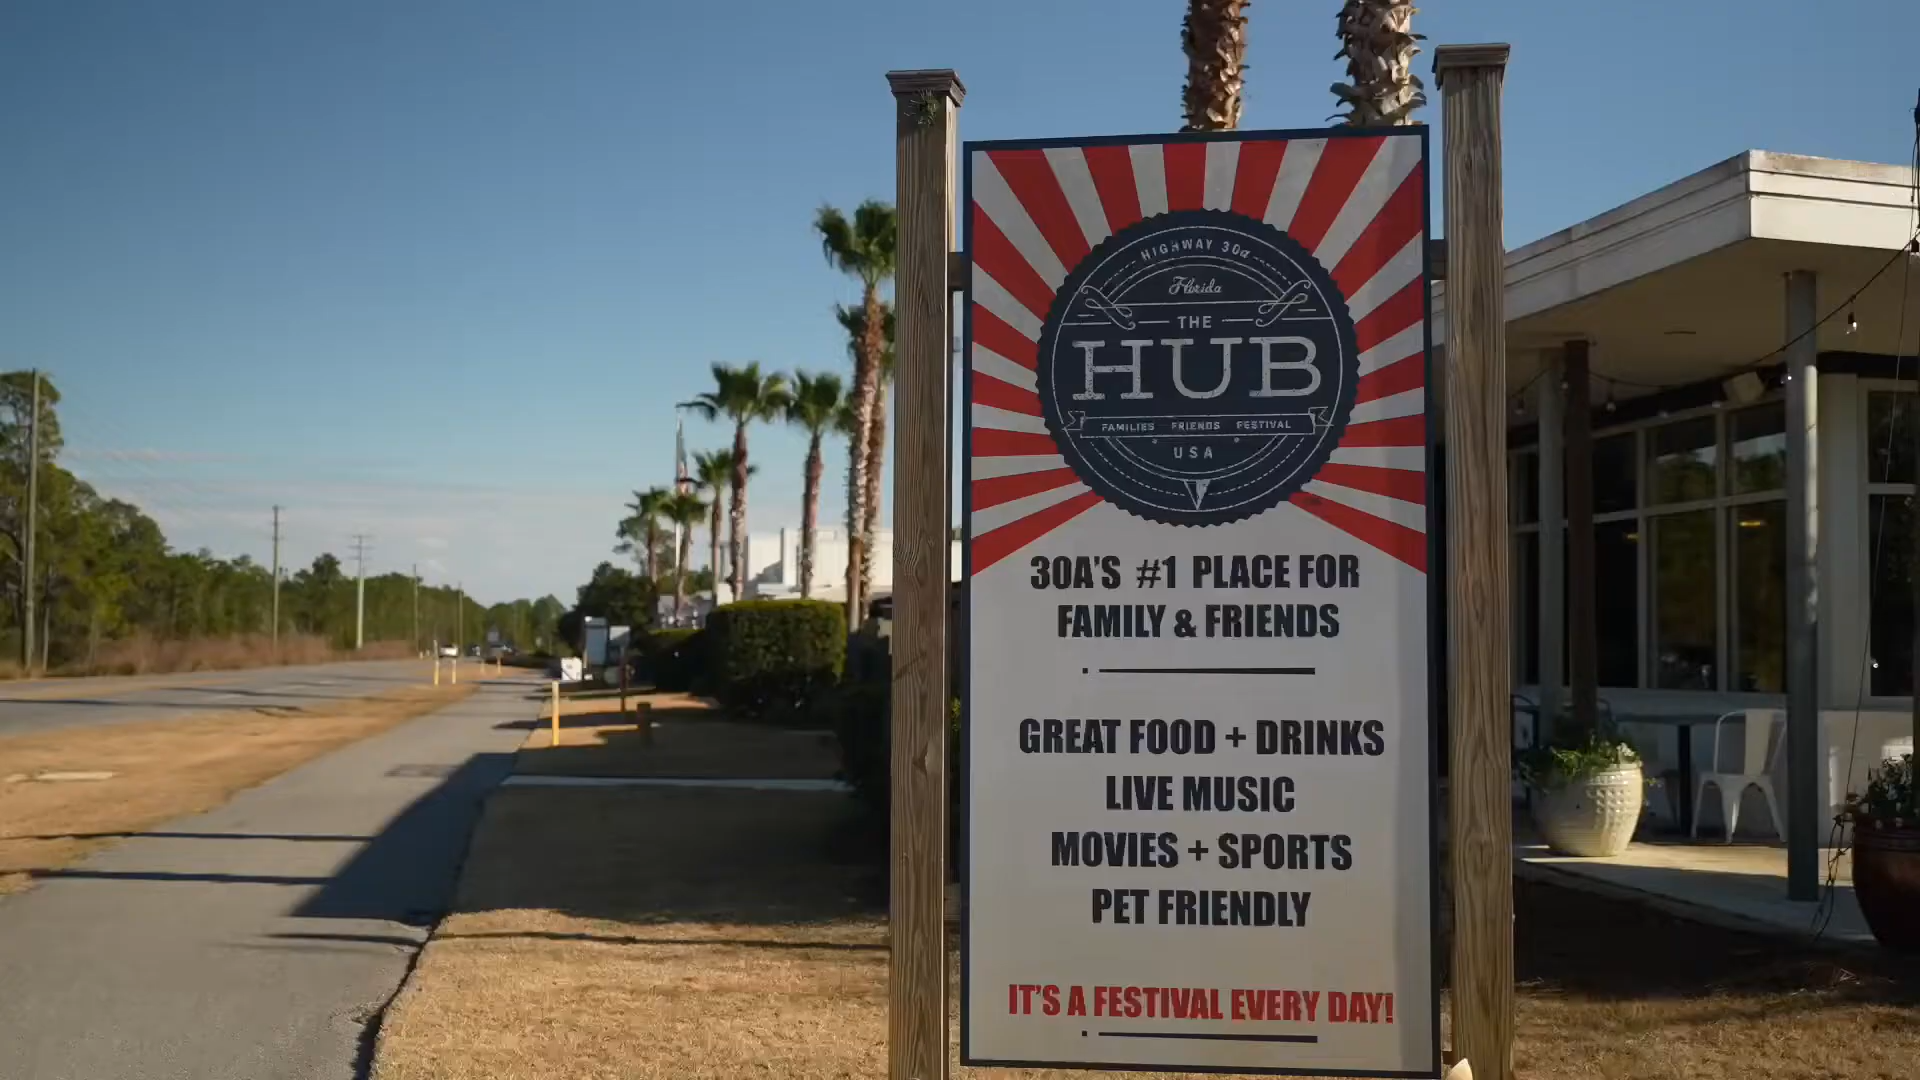 HIGHWAY 30a
Florida
THE
HUB
FAMILIES FRIENDS FESTIVAL
USA
30A'S #1 PLACE FOR
FAMILY & FRIENDS
GREAT FOOD + DRINKS
LIVE MUSIC
MOVIES + SPORTS
PET FRIENDLY
IT'S A FESTIVAL EVERY DAY!